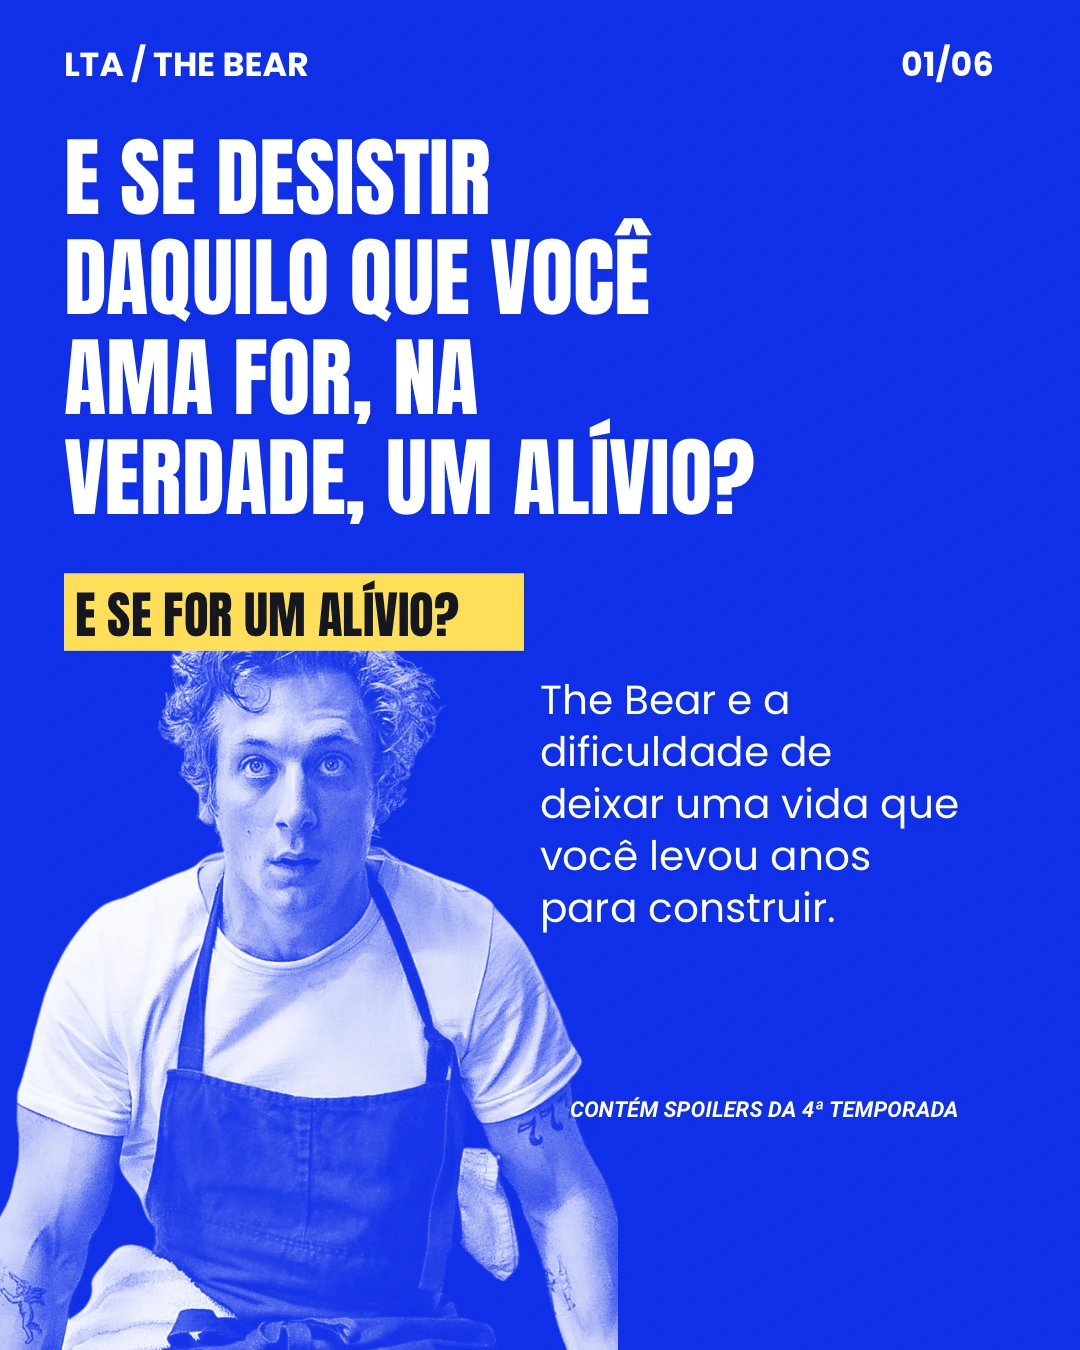 LTA / THE BEAR
01/06
E SE DESISTIR
DAQUILO QUE VOCÊ
AMA FOR, NA
VERDADE, UM ALÍVIO?
E SE FOR UM ALÍVIO?
The Bear e a
dificuldade de
deixar uma vida que
você levou anos
para construir.
CONTÉM SPOILERS DA 4ª TEMPORADA